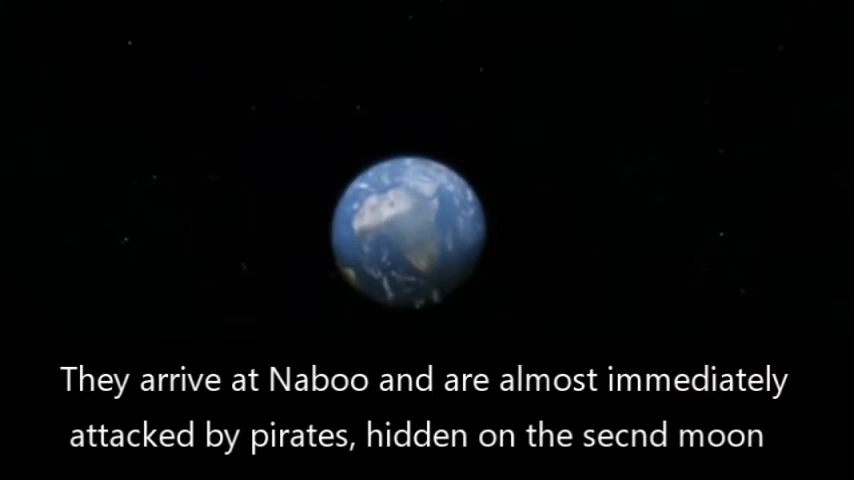 They arrive at Naboo and are almost immediately
attacked by pirates, hidden on the secnd moon